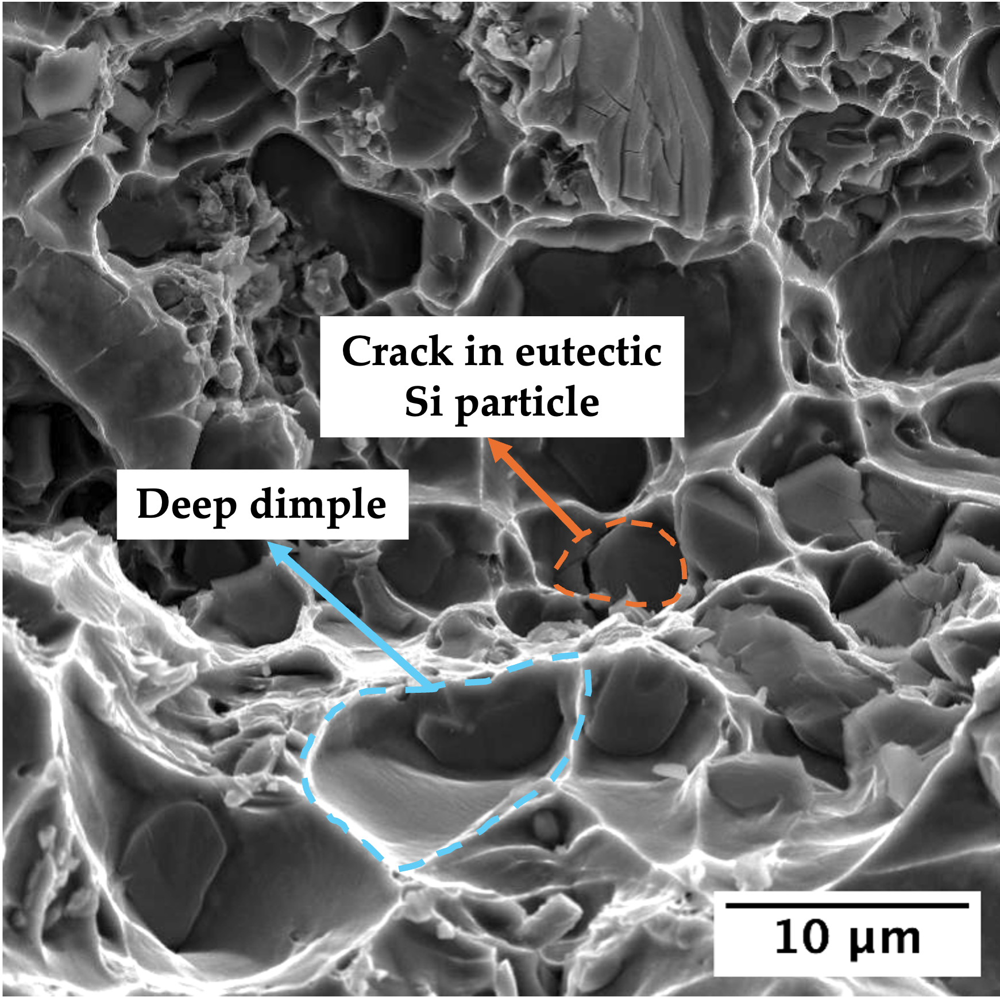 Crack in eutectic
Si particle
Deep dimple
10 µm